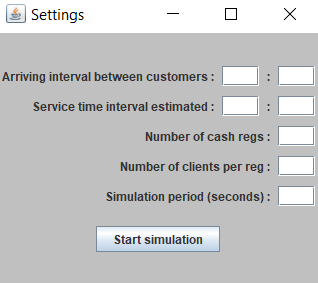 Settings
Arriving interval between customers : :
Service time interval estimated : :
Number of cash regs :
Number of clients per reg :
Simulation period (seconds) :
Start simulation